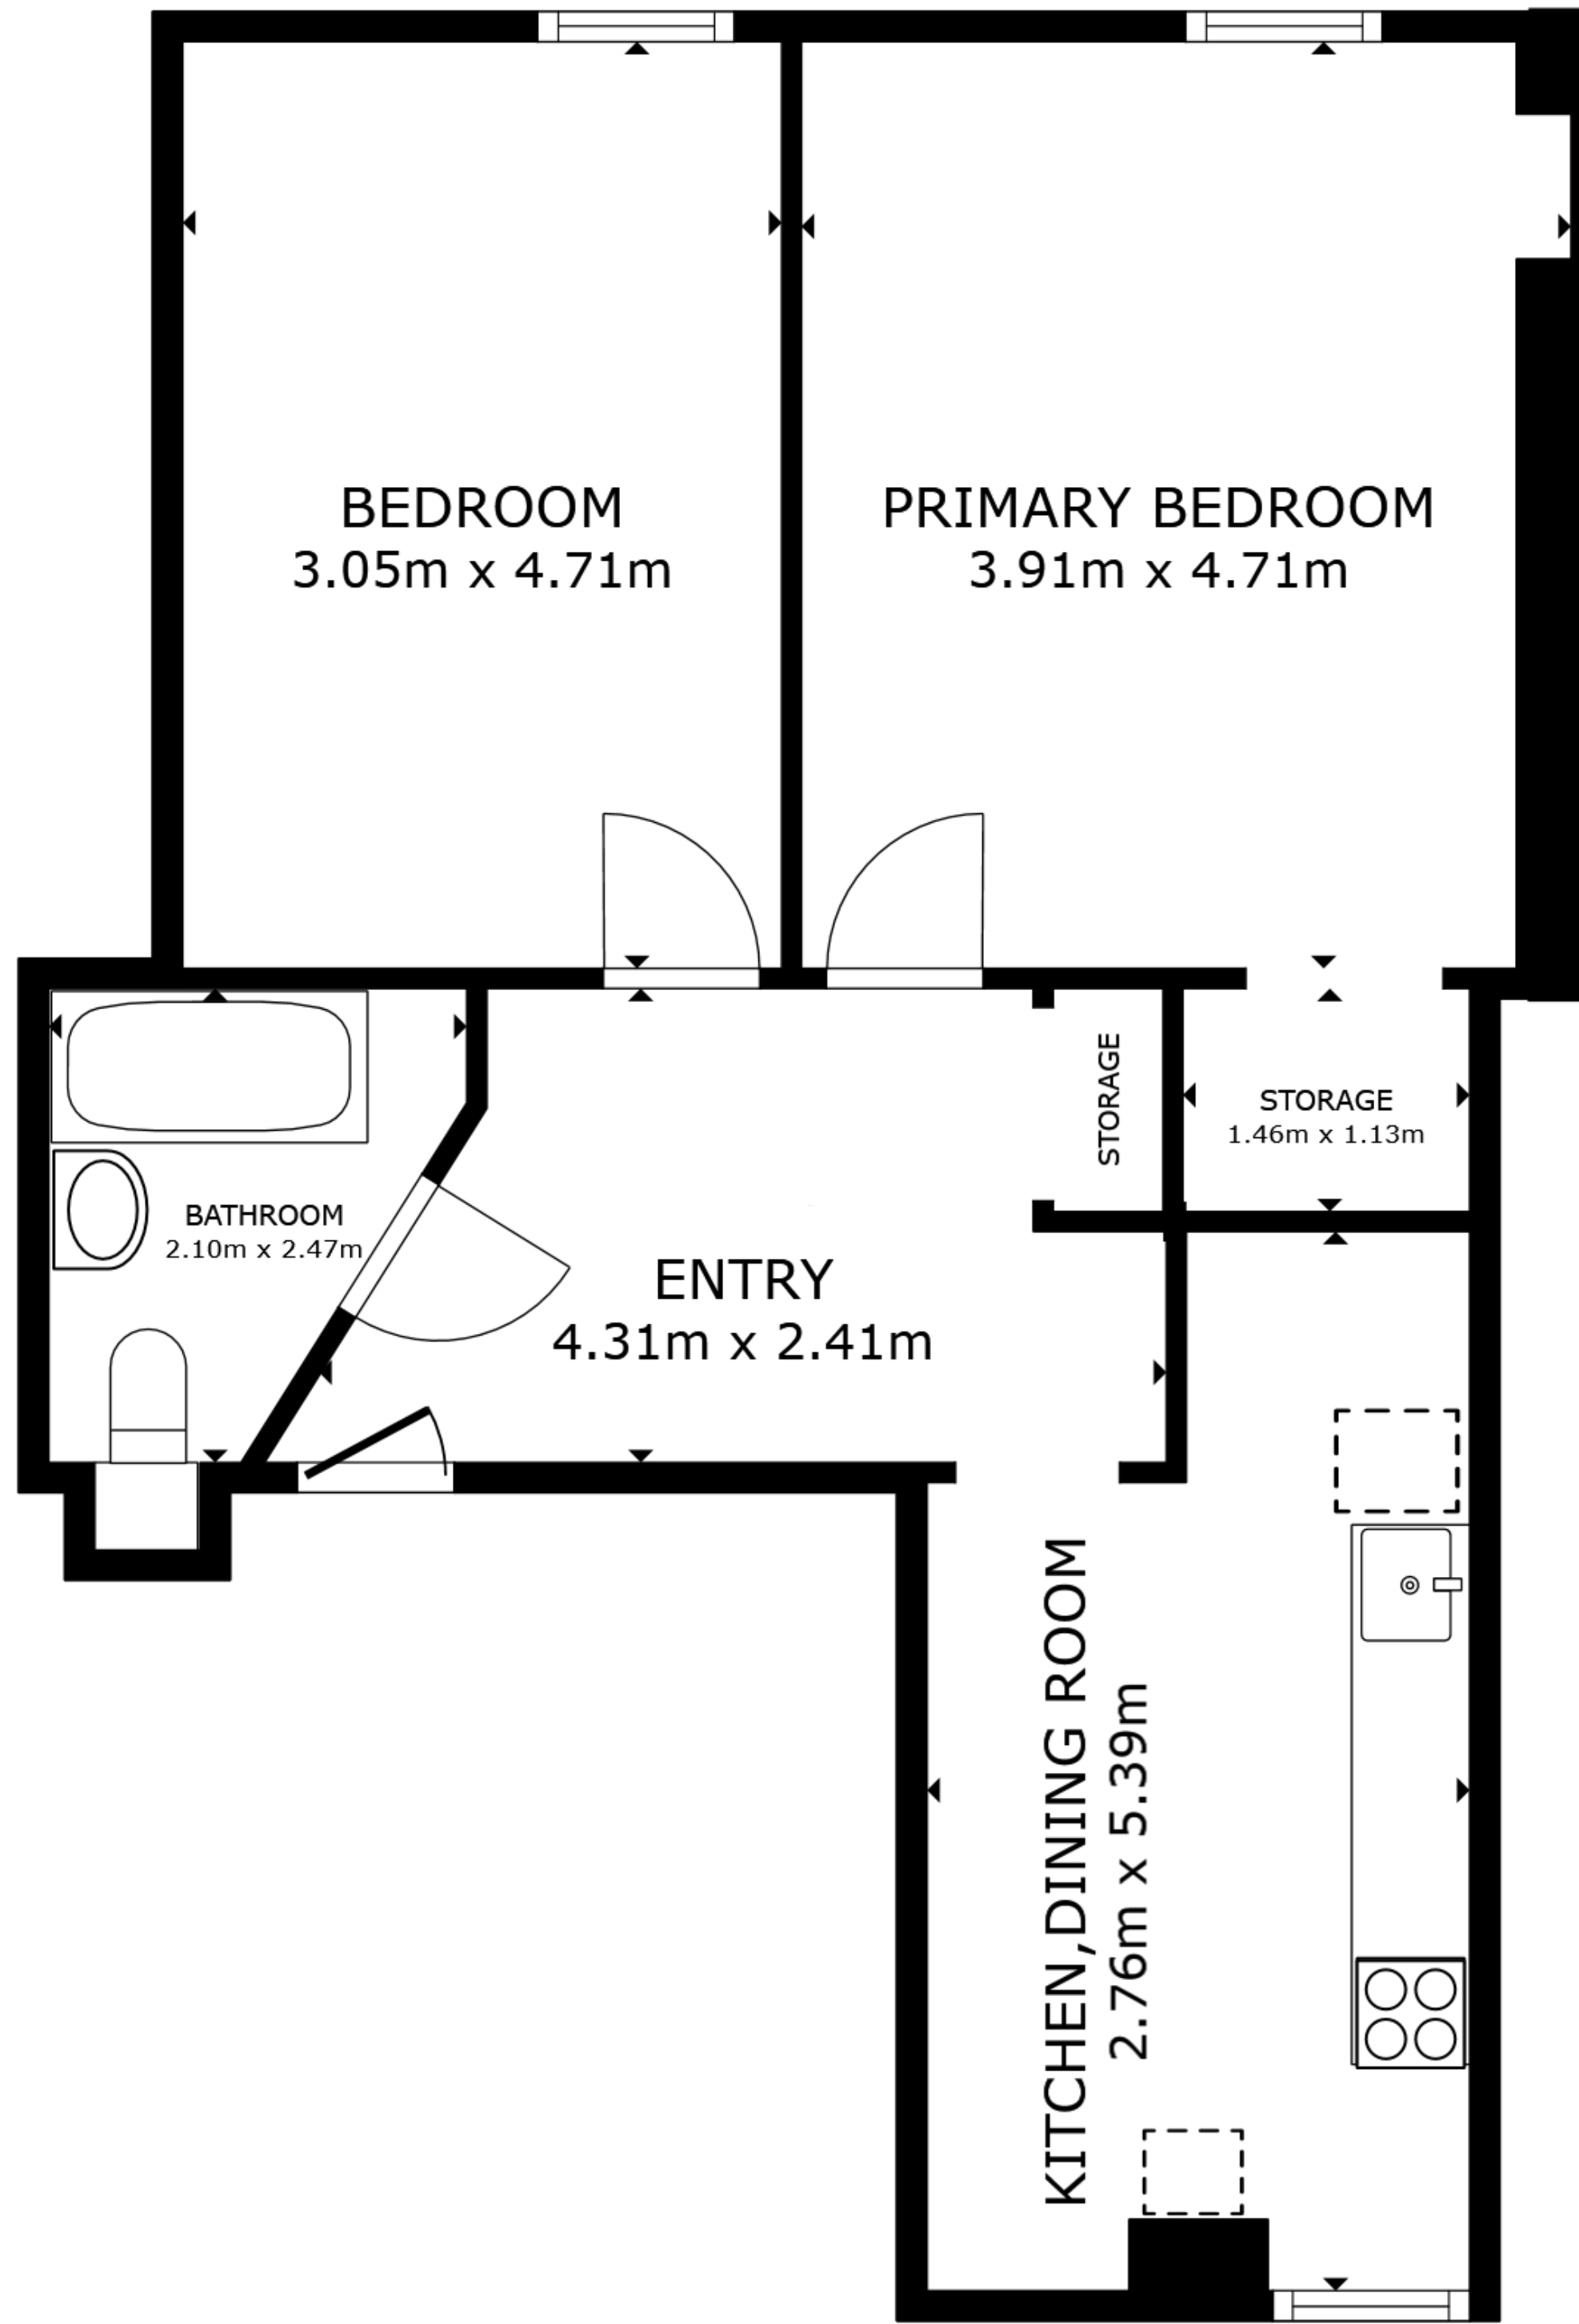 BEDROOM
3.05m x 4.71m
PRIMARY BEDROOM
3.91m x 4.71m
STORAGE
STORAGE
1.46m x 1.13m
BATHROOM
2.10m x 2.47m
ENTRY
4.31m x 2.41m
KITCHEN,DINING ROOM
2.76m x 5.39m